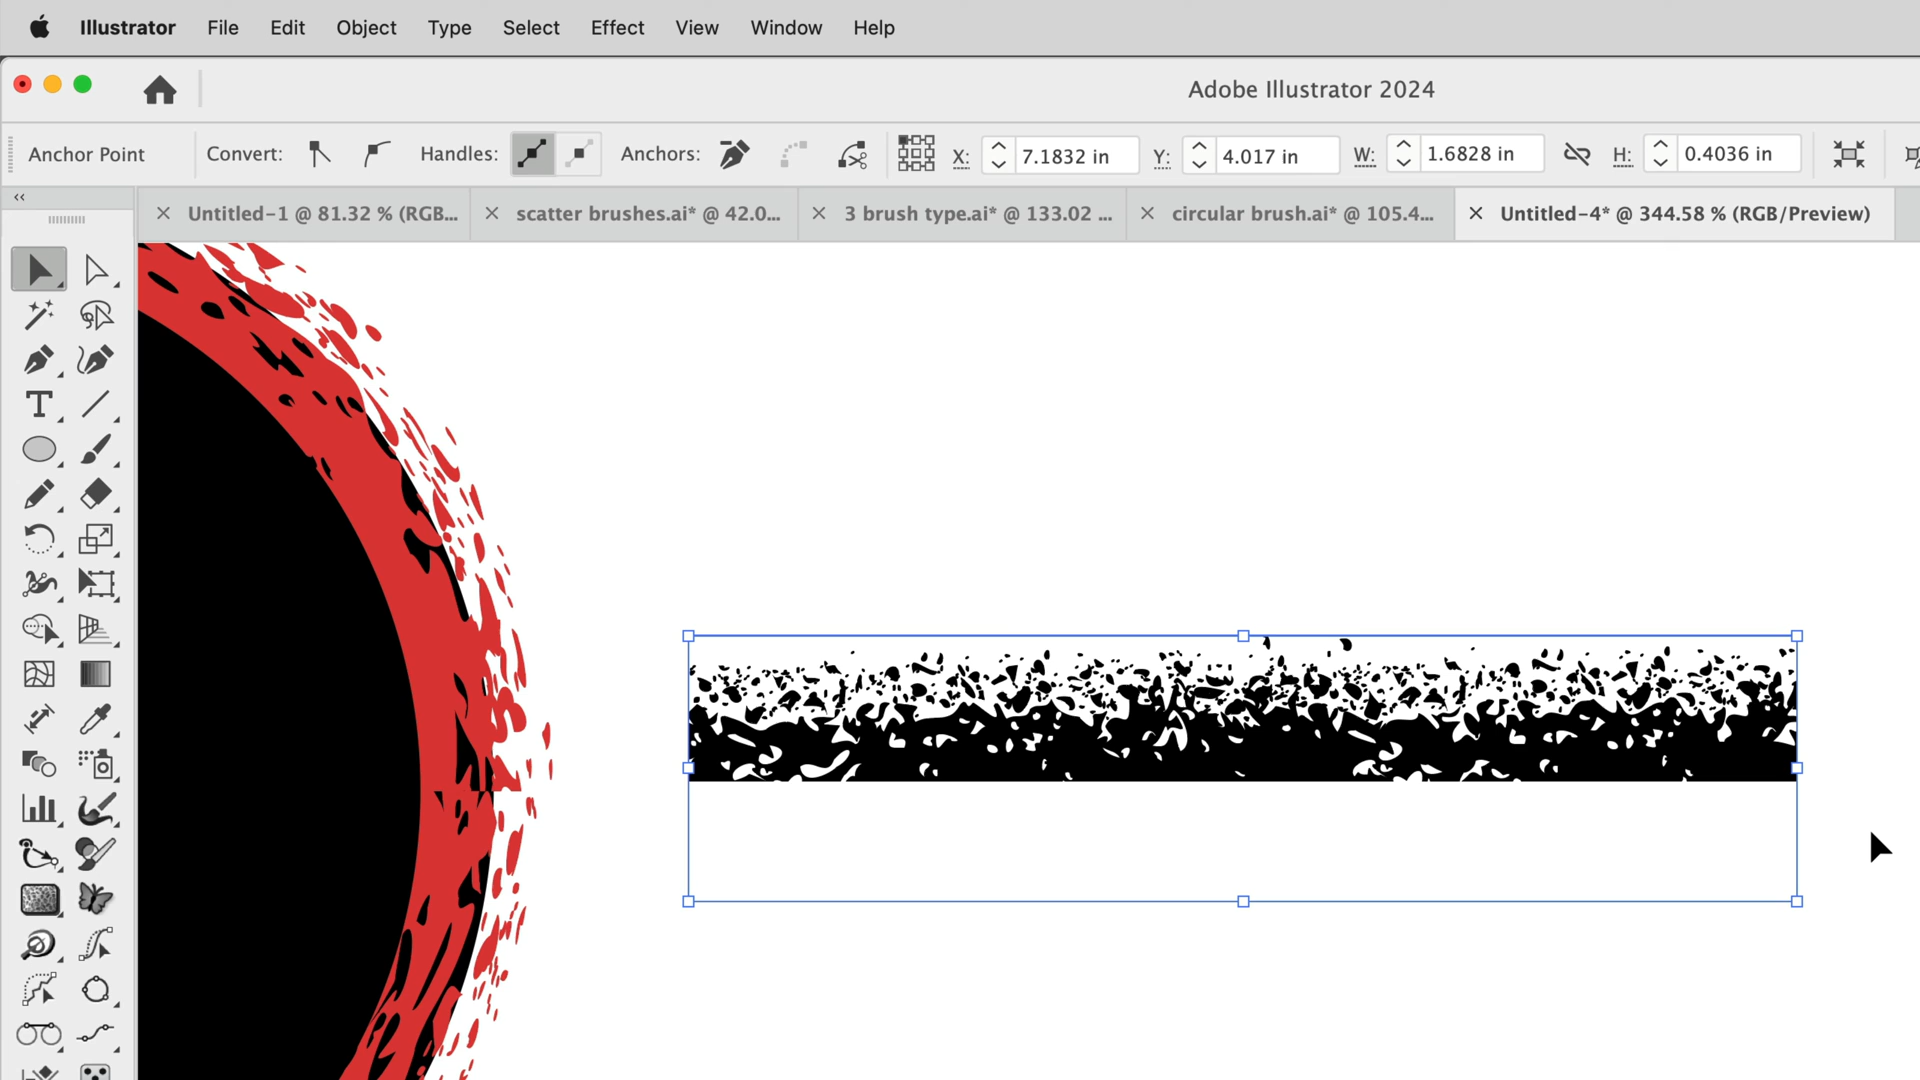 Illustrator File Edit Object Type Select Effect View Window Help
Adobe Illustrator 2024
Anchor Point Convert: Handles: Anchors: X: 7.1832 in Y: 4.017 in W: 1.6828 in H: 0.4036 in
Untitled-1 @ 81.32 % (RGB... scatter brushes.ai* @ 42.0... 3 brush type.ai* @ 133.02 ... circular brush.ai* @ 105.4... Untitled-4* @ 344.58 % (RGB/Preview)